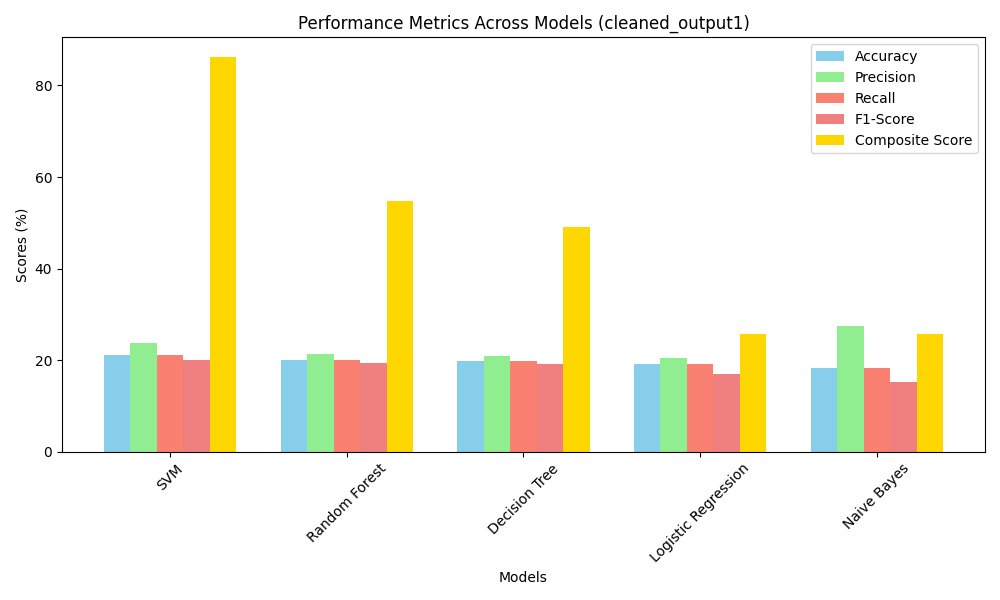 Performance Metrics Across Models (cleaned_output1)
Accuracy
Precision
Recall
F1-Score
Composite Score
Scores (%)
80
60
40
20
0
SVM
Random Forest
Decision Tree
Logistic Regression
Naive Bayes
Models